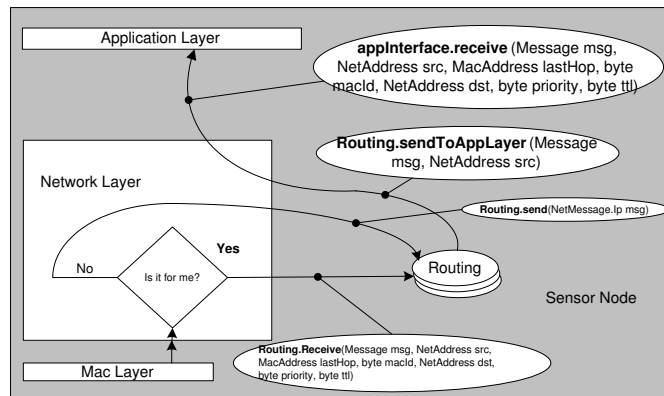 Application Layer
appInterface.receive (Message msg,
NetAddress src, MacAddress lastHop, byte
macId, NetAddress dst, byte priority, byte ttl)
Routing.sendToAppLayer (Message
msg, NetAddress src)
Network Layer
Routing.send(NetMessage.Ip msg)
Yes
No
Is it for me?
Routing
Sensor Node
Routing.Receive(Message msg, NetAddress src,
MacAddress lastHop, byte macId, NetAddress dst,
byte priority, byte ttl)
Mac Layer